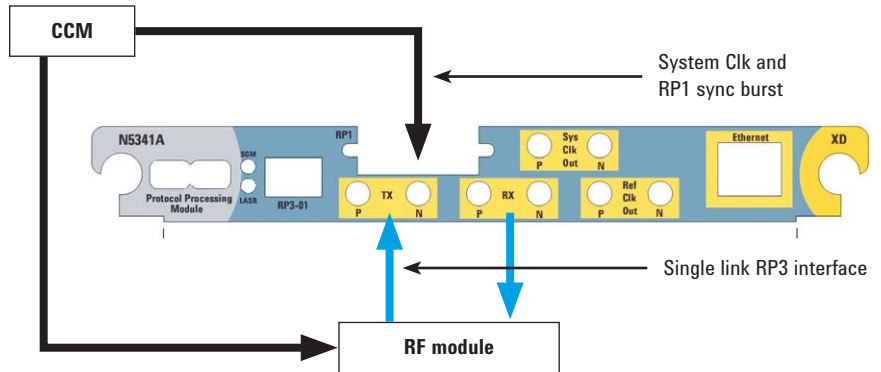 CCM
System Clk and
RP1 sync burst
N5341A
RP1
Sys
Clk
P Out N
Ethernet
XD
SGM
LASR
Protocol Processing
Module
RP3-01
TX
P N
RX
P N
Ref
Clk
P Out N
Single link RP3 interface
RF module